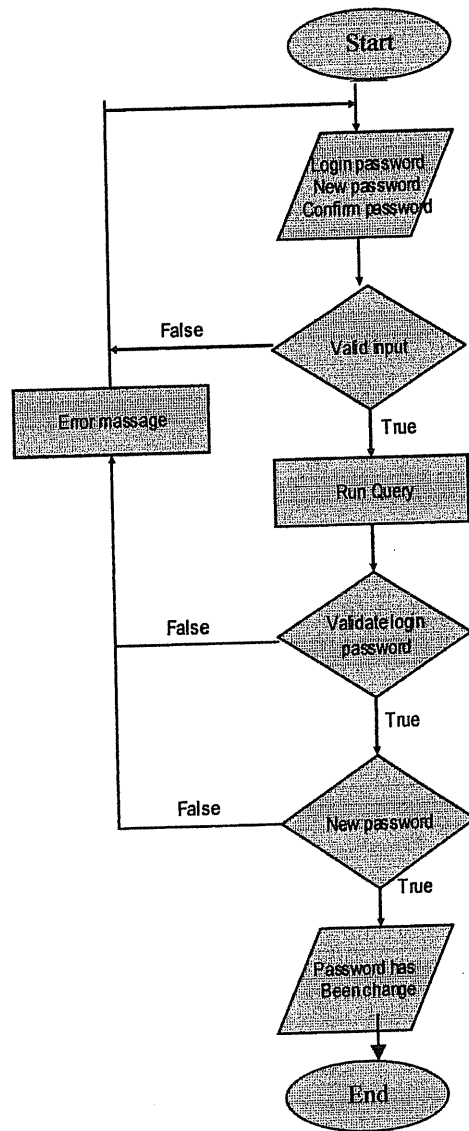 Start
Login password
New password
Confirm password
False
Valid input
True
Error massage
Run Query
False
Validate login
password
True
False
New password
True
Password has
Been change
End